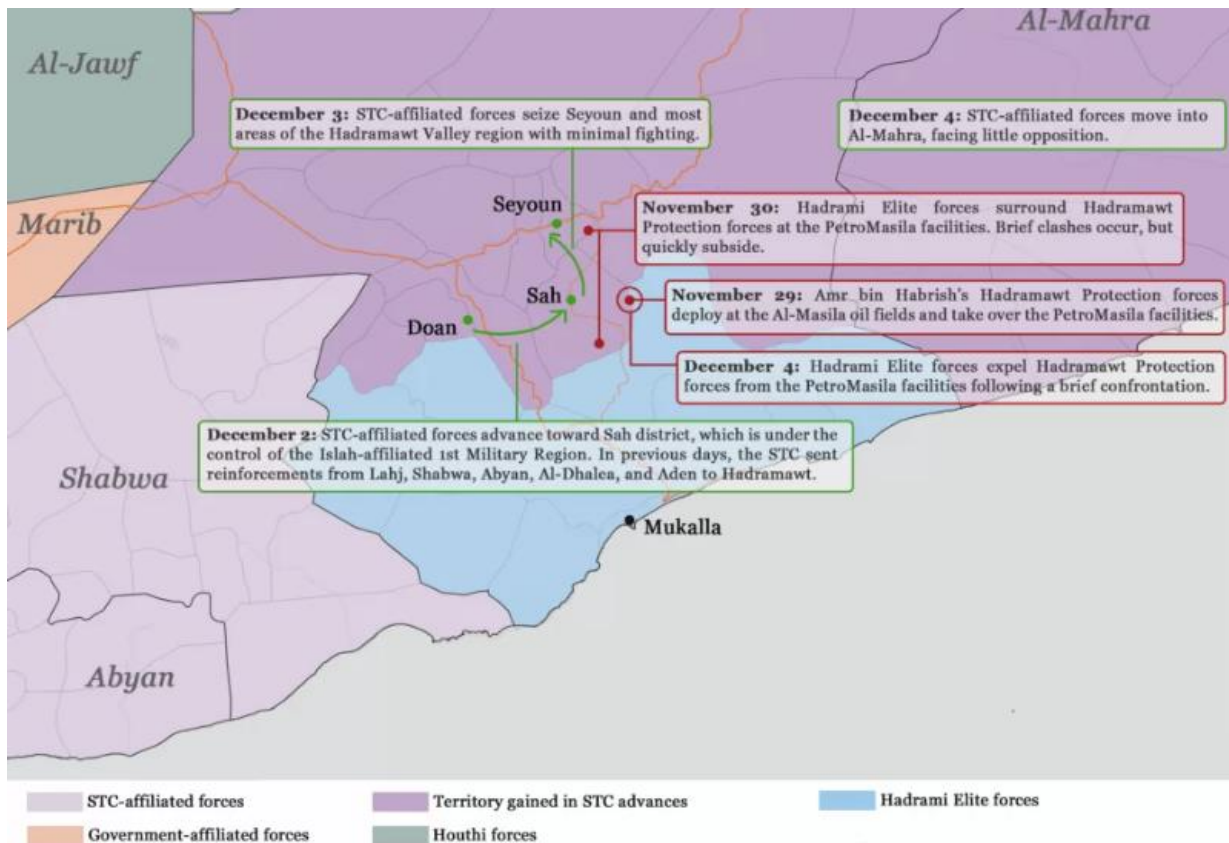 Al-Jawf
Al-Mahra
December 3: STC-affiliated forces seize Seyoun and most
areas of the Hadramawt Valley region with minimal fighting.
December 4: STC-affiliated forces move into
Al-Mahra, facing little opposition.
Marib
Seyoun
November 30: Hadrami Elite forces surround Hadramawt
Protection forces at the PetroMasila facilities. Brief clashes occur, but
quickly subside.
Sah
November 29: Amr bin Habrish's Hadramawt Protection forces
deploy at the Al-Masila oil fields and take over the PetroMasila facilities.
Doan
December 4: Hadrami Elite forces expel Hadramawt Protection
forces from the PetroMasila facilities following a brief confrontation.
December 2: STC-affiliated forces advance toward Sah district, which is under the
control of the Islah-affiliated 1st Military Region. In previous days, the STC sent
reinforcements from Lahj, Shabwa, Abyan, Al-Dhalea, and Aden to Hadramawt.
Shabwa
Mukalla
Abyan
STC-affiliated forces
Territory gained in STC advances
Hadrami Elite forces
Government-affiliated forces
Houthi forces